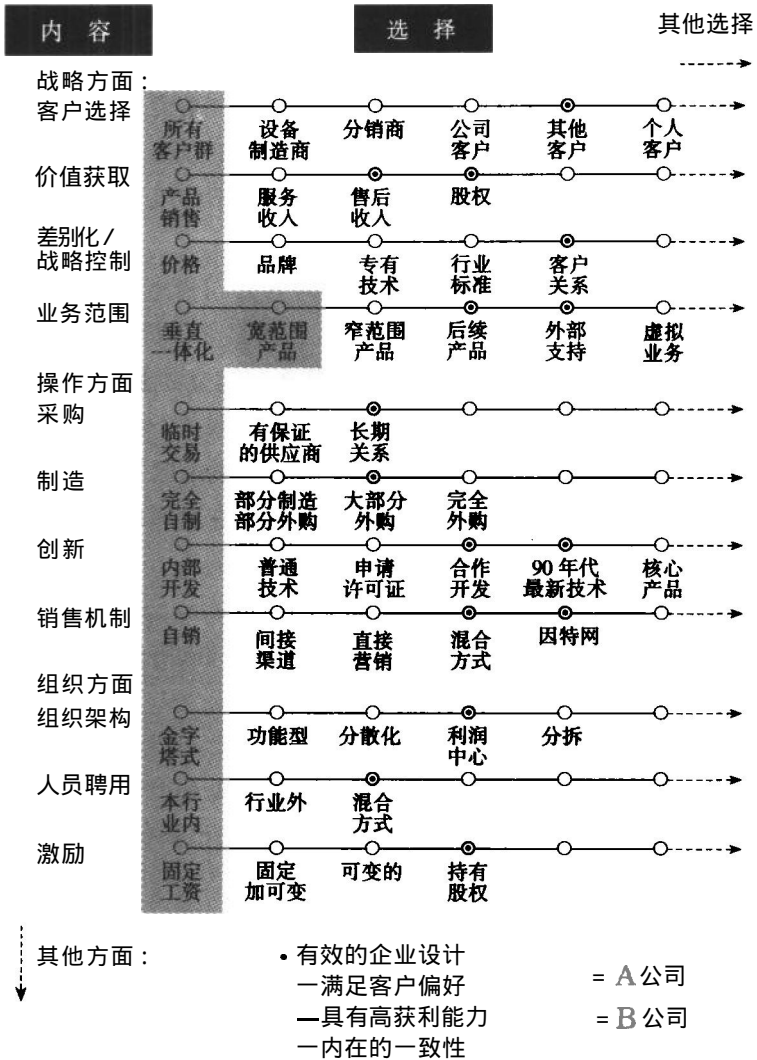 内 容
选 择
其他选择
战略方面：
客户选择
所有
客户群
设备
制造商
分销商
公司
客户
其他
客户
个人
客户
价值获取
产品
销售
服务
收入
售后
收入
股权
差别化/
战略控制
价格
品牌
专有
技术
行业
标准
客户
关系
业务范围
垂直
一体化
宽范围
产品
窄范围
产品
后续
产品
外部
支持
虚拟
业务
操作方面
采购
临时
交易
有保证
的供应商
长期
关系
制造
完全
自制
部分制造
部分外购
大部分
外购
完全
外购
创新
内部
开发
普通
技术
申请
许可证
合作
开发
90 年代
最新技术
核心
产品
销售机制
自销
间接
渠道
直接
营销
混合
方式
因特网
组织方面
组织架构
金字
塔式
功能型
分散化
利润
中心
分拆
人员聘用
本行
业内
行业外
混合
方式
激励
固定
工资
固定
加可变
可变的
持有
股权
其他方面：
• 有效的企业设计
一满足客户偏好
—具有高获利能力
一内在的一致性
= A 公司
= B 公司